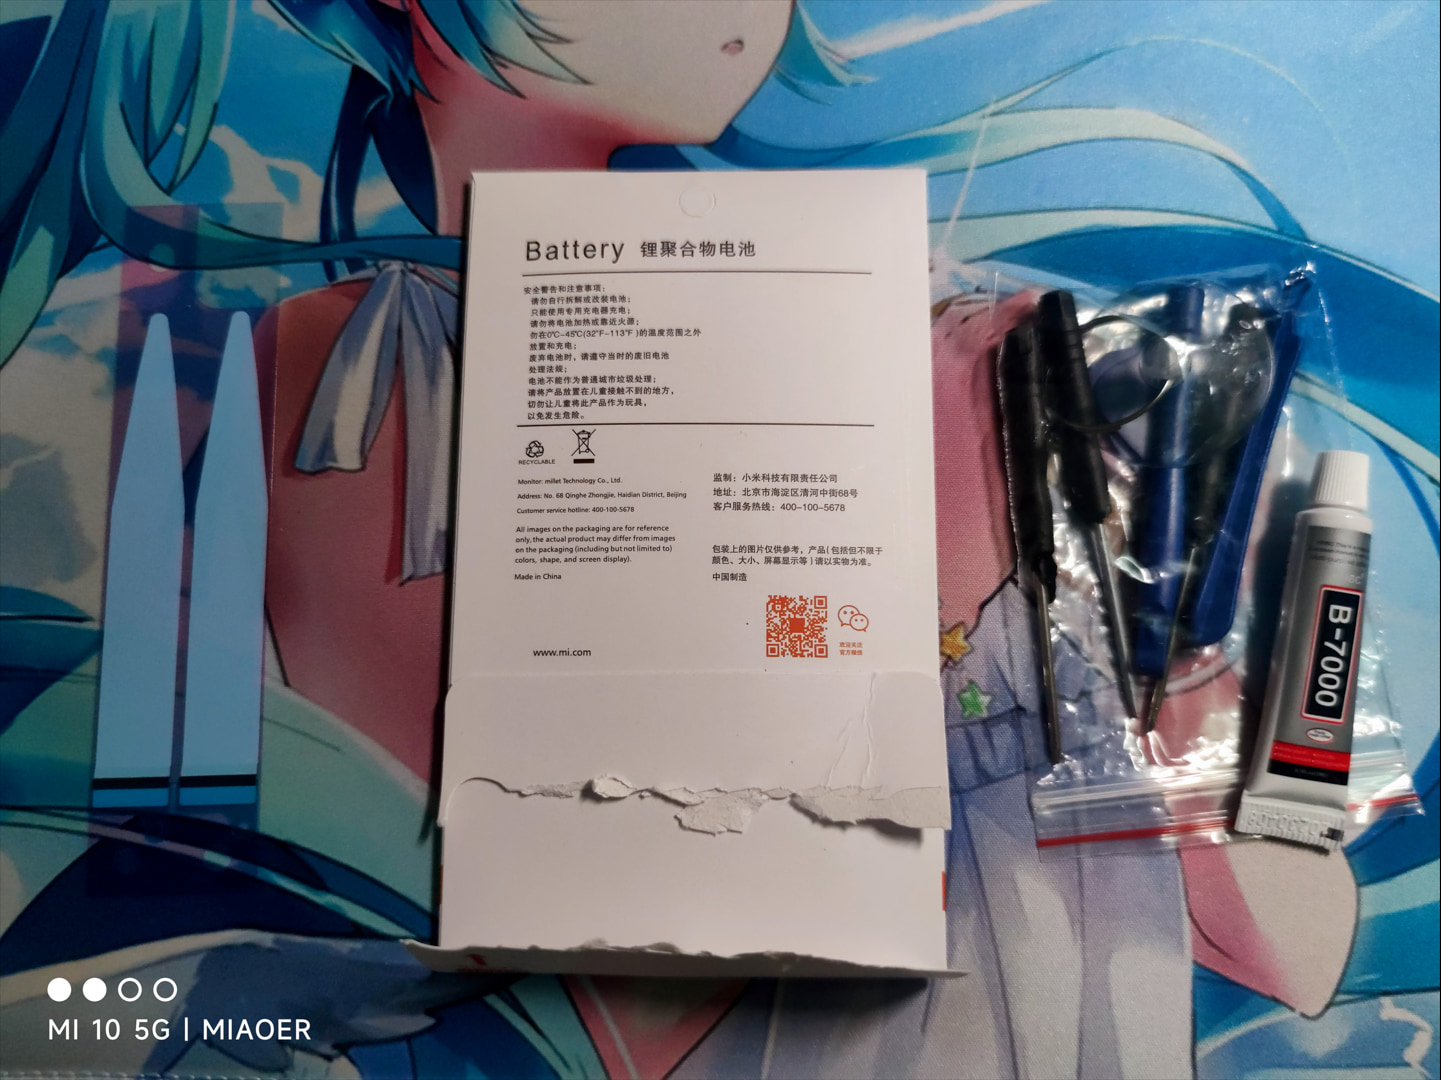 Battery 锂聚合物电池
安全警告和注意事项：
请勿自行拆解或改装电池；
只能使用专用充电器充电；
请勿将电池加热或靠近火源；
勿在0℃-45℃(32℉-113℉)的温度范围之外
放置和充电；
废弃电池时，请遵守当时的废旧电池
处理法规；
电池不能作为普通城市垃圾处理；
请将产品放置在儿童接触不到的地方，
切勿让儿童将此产品作为玩具，
以免发生危险。
RECYCLABLE
Monitor: millet Technology Co., Ltd.
Address: No. 68 Qinghe Zhongjie, Haidian District, Beijing
Customer service hotline: 400-100-5678
All images on the packaging are for reference
only, the actual product may differ from images
on the packaging (including but not limited to)
colors, shape, and screen display).
Made in China
监制：小米科技有限责任公司
地址：北京市海淀区清河中街68号
客户服务热线：400-100-5678
包装上的图片仅供参考，产品(包括但不限于
颜色、大小、屏幕显示等)请以实物为准。
中国制造
欢迎关注
官方微信
www.mi.com
B-7000
MI 10 5G | MIAOER